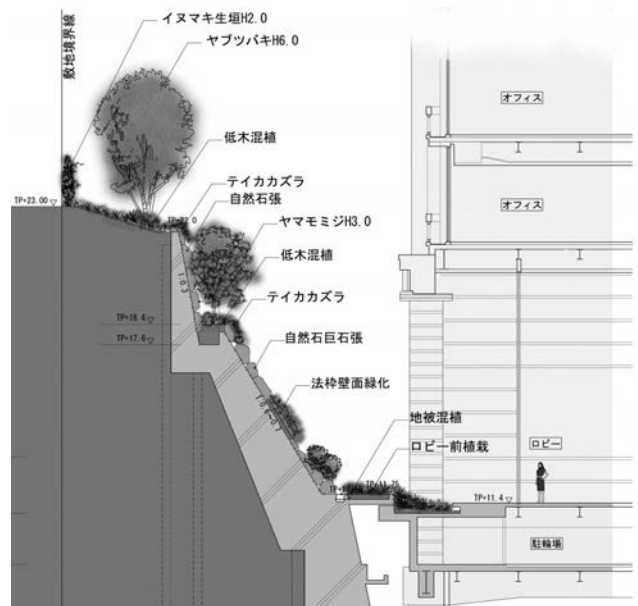 イヌマキ生垣H2.0
敷地境界線
ヤブツバキH6.0
オフィス
低木混植
テイカカズラ
自然石張
TP+23.00
ヤマモミジH3.0
オフィス
低木混植
1:0.3
テイカカズラ
TP+18.4
TP+17.6
自然石巨石張
法枠壁面緑化
地被混植
ロビー前植栽
ロビー
TP+11.4
駐輪場